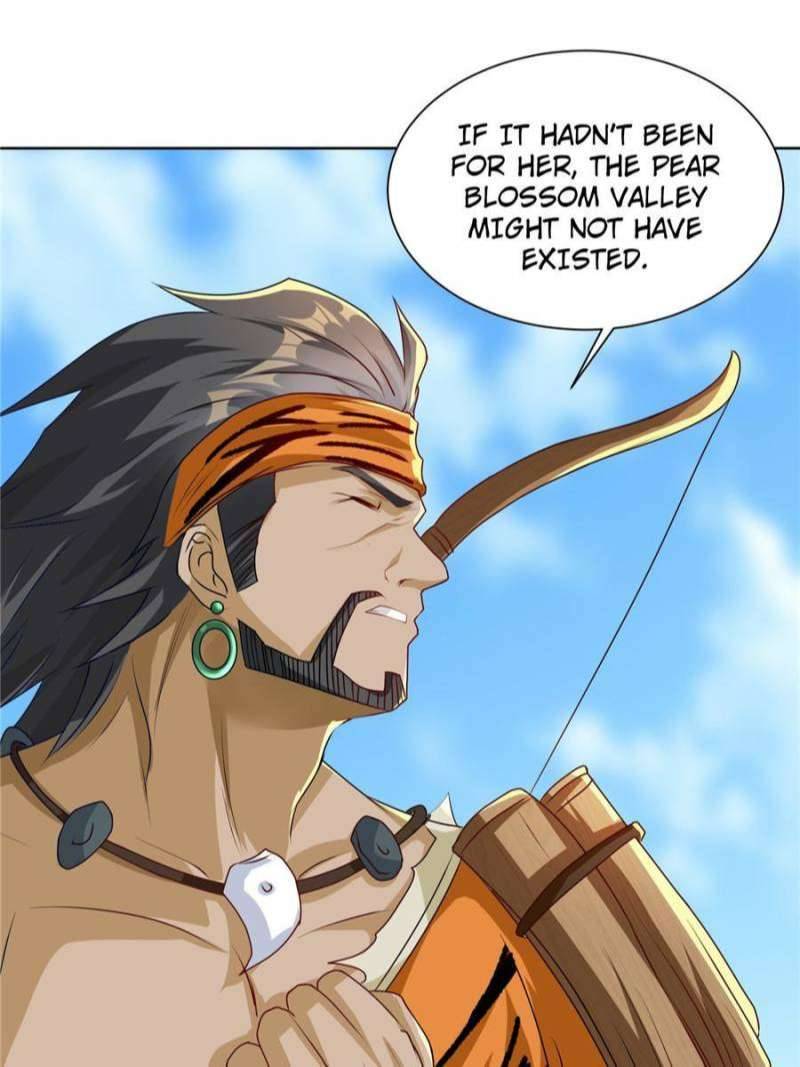 IF IT HADN'T BEEN
FOR HER, THE PEAR
BLOSSOM VALLEY
MIGHT NOT HAVE
EXISTED.